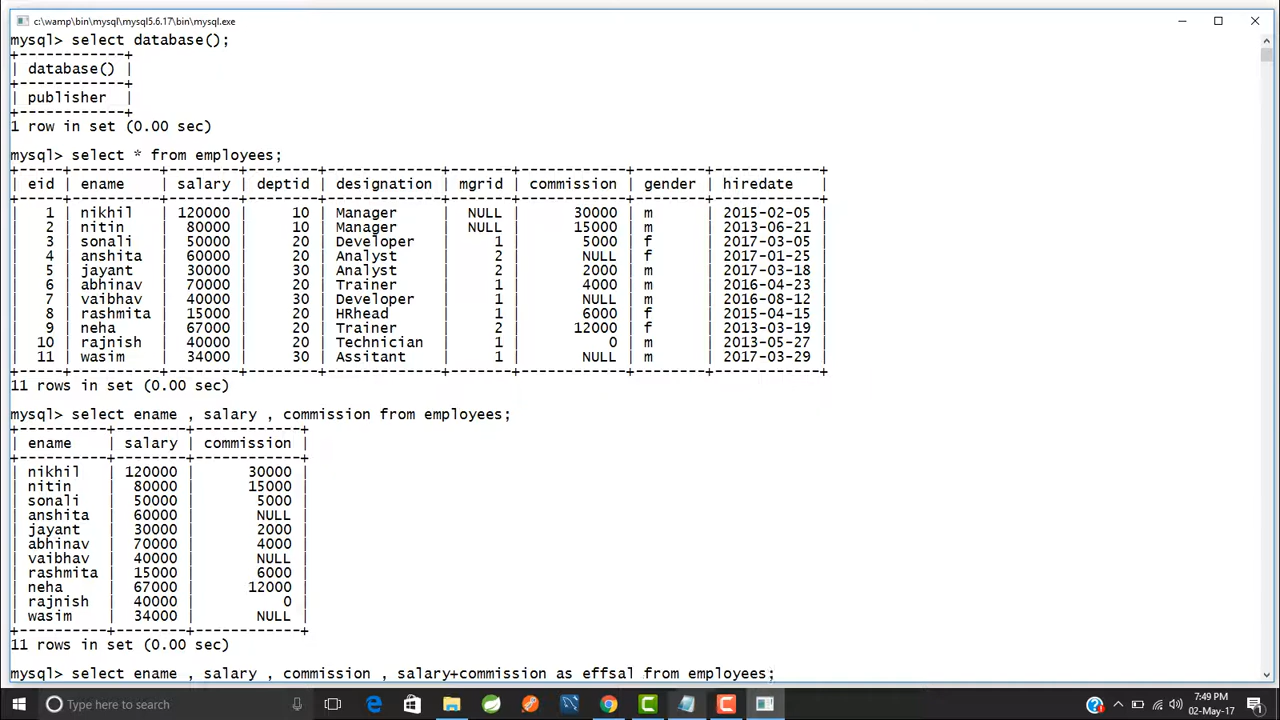 c:\wamp\bin\mysql\mysql5.6.17\bin\mysql.exe
mysql> select database();
+------------+
| database() |
+------------+
| publisher  |
+------------+
1 row in set (0.00 sec)
mysql> select * from employees;
+-----+----------+--------+--------+-------------+-------+------------+--------+------------+
| eid | ename    | salary | deptid | designation | mgrid | commission | gender | hiredate   |
+-----+----------+--------+--------+-------------+-------+------------+--------+------------+
|   1 | nikhil   | 120000 |     10 | Manager     |  NULL |      30000 | m      | 2015-02-05 |
|   2 | nitin    |  80000 |     10 | Manager     |  NULL |      15000 | m      | 2013-06-21 |
|   3 | sonali   |  50000 |     20 | Developer   |     1 |       5000 | f      | 2017-03-05 |
|   4 | anshita  |  60000 |     20 | Analyst     |     2 |       NULL | f      | 2017-01-25 |
|   5 | jayant   |  30000 |     30 | Analyst     |     2 |       2000 | m      | 2017-03-18 |
|   6 | abhinav  |  70000 |     20 | Trainer     |     1 |       4000 | m      | 2016-04-23 |
|   7 | vaibhav  |  40000 |     30 | Developer   |     1 |       NULL | m      | 2016-08-12 |
|   8 | rashmita |  15000 |     20 | HRhead      |     1 |       6000 | f      | 2015-04-15 |
|   9 | neha     |  67000 |     20 | Trainer     |     2 |      12000 | f      | 2013-03-19 |
|  10 | rajnish  |  40000 |     20 | Technician  |     1 |          0 | m      | 2013-05-27 |
|  11 | wasim    |  34000 |     30 | Assitant    |     1 |       NULL | m      | 2017-03-29 |
+-----+----------+--------+--------+-------------+-------+------------+--------+------------+
11 rows in set (0.00 sec)
mysql> select ename , salary , commission from employees;
+----------+--------+------------+
| ename    | salary | commission |
+----------+--------+------------+
| nikhil   | 120000 |      30000 |
| nitin    |  80000 |      15000 |
| sonali   |  50000 |       5000 |
| anshita  |  60000 |       NULL |
| jayant   |  30000 |       2000 |
| abhinav  |  70000 |       4000 |
| vaibhav  |  40000 |       NULL |
| rashmita |  15000 |       6000 |
| neha     |  67000 |      12000 |
| rajnish  |  40000 |          0 |
| wasim    |  34000 |       NULL |
+----------+--------+------------+
11 rows in set (0.00 sec)
mysql> select ename , salary , commission , salary+commission as effsal from employees;
Type here to search
7:49 PM
02-May-17